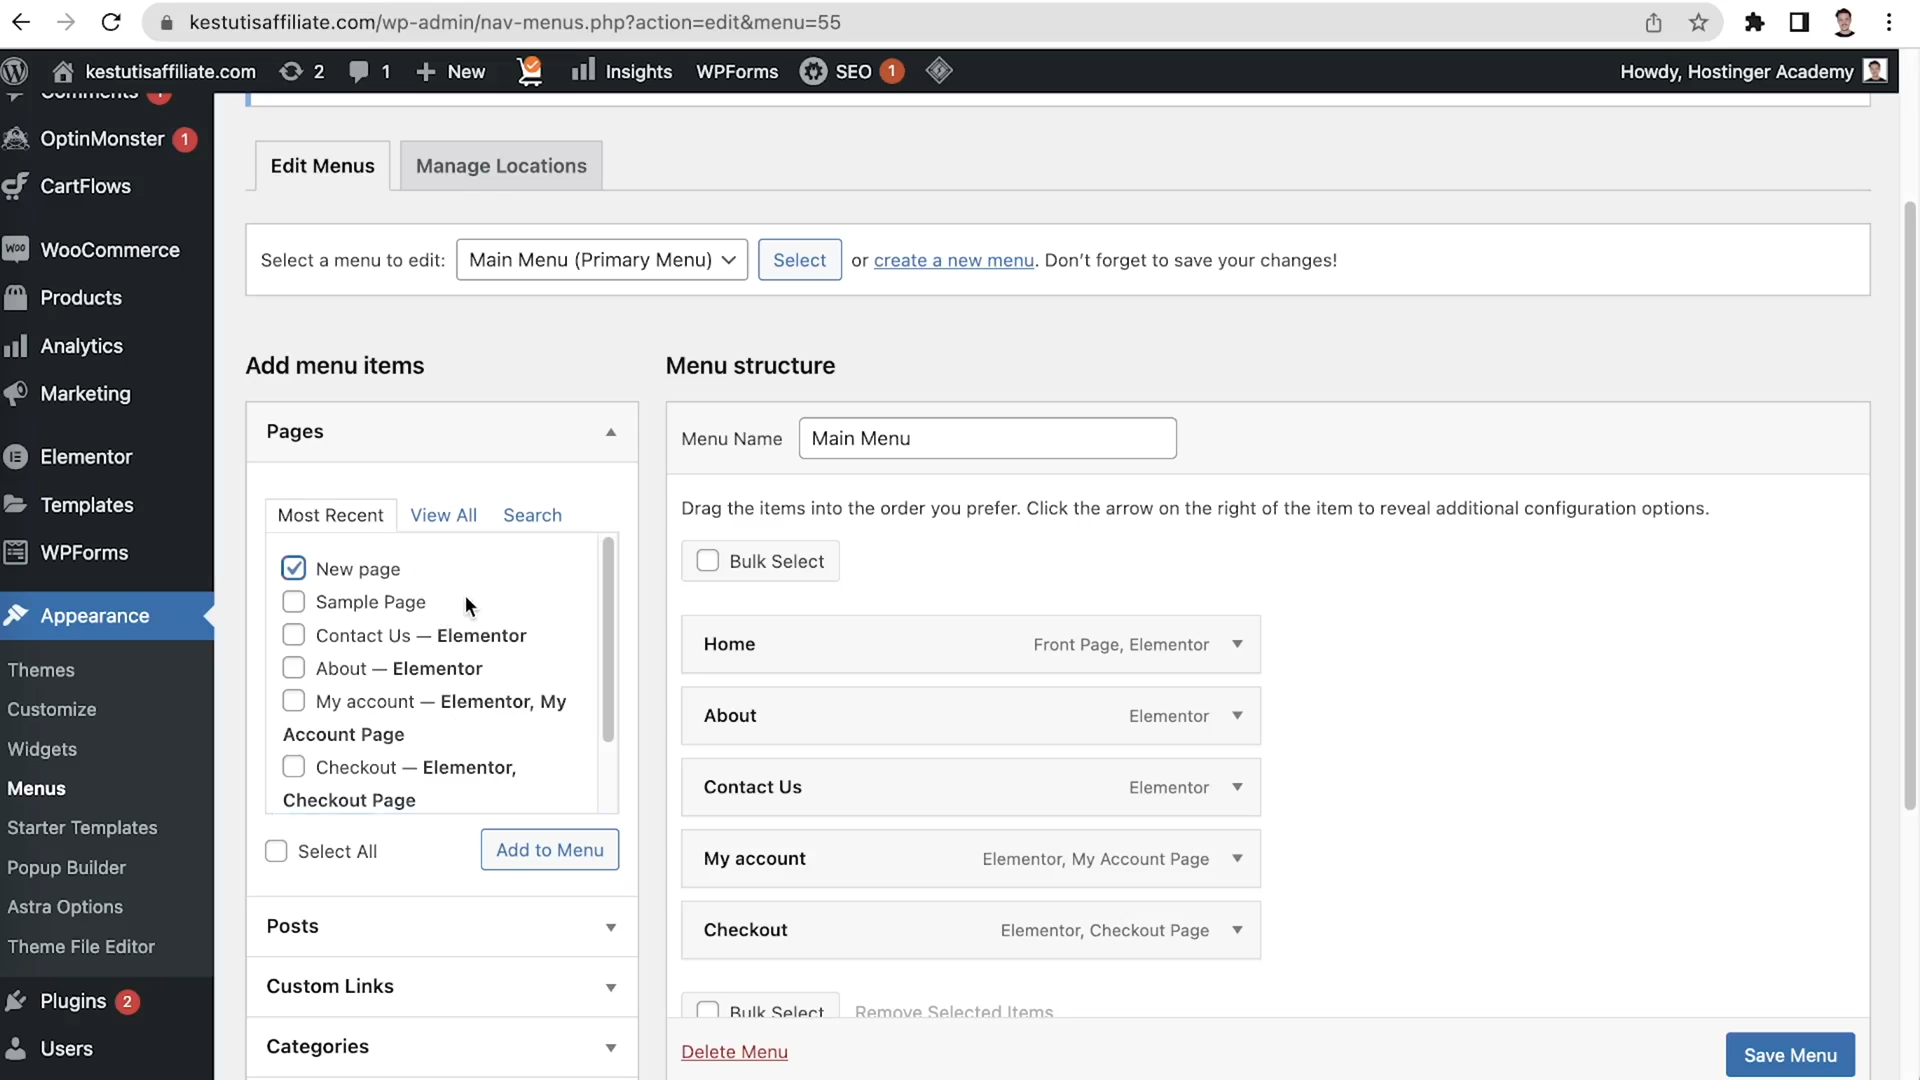 kestutisaffiliate.com/wp-admin/nav-menus.php?action=edit&menu=55
kestutisaffiliate.com 2 1 New Insights WPForms SEO 1 Howdy, Hostinger Academy
Comments
OptinMonster 1
CartFlows
WooCommerce
Products
Analytics
Marketing
Elementor
Templates
WPForms
Appearance
Themes
Customize
Widgets
Menus
Starter Templates
Popup Builder
Astra Options
Theme File Editor
Plugins 2
Users
Edit Menus Manage Locations
Select a menu to edit: Main Menu (Primary Menu) Select or create a new menu. Don't forget to save your changes!
Add menu items
Pages
Most Recent View All Search
New page
Sample Page
Contact Us — Elementor
About — Elementor
My account — Elementor, My
Account Page
Checkout — Elementor,
Checkout Page
Select All Add to Menu
Posts
Custom Links
Categories
Menu structure
Menu Name Main Menu
Drag the items into the order you prefer. Click the arrow on the right of the item to reveal additional configuration options.
Bulk Select
Home Front Page, Elementor
About Elementor
Contact Us Elementor
My account Elementor, My Account Page
Checkout Elementor, Checkout Page
Bulk Select Remove Selected Items
Delete Menu Save Menu